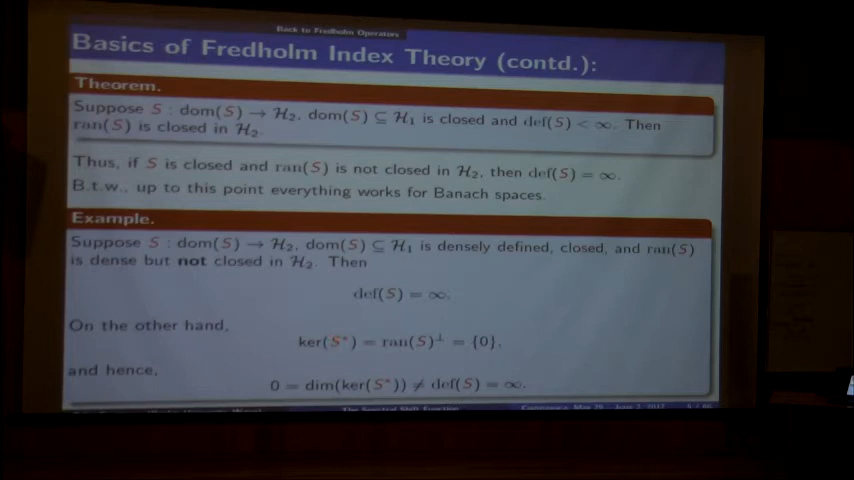 Back to Fredholm Operators
Basics of Fredholm Index Theory (contd.):
Theorem.
Suppose S : dom(S) → ℋ₂, dom(S) ⊆ ℋ₁ is closed and def(S) < ∞. Then
ran(S) is closed in ℋ₂.
Thus, if S is closed and ran(S) is not closed in ℋ₂, then def(S) = ∞.
B.t.w., up to this point everything works for Banach spaces.
Example.
Suppose S : dom(S) → ℋ₂, dom(S) ⊆ ℋ₁ is densely defined, closed, and ran(S)
is dense but not closed in ℋ₂. Then
def(S) = ∞.
On the other hand,
ker(S*) = ran(S)⊥ = {0},
and hence,
0 = dim(ker(S*)) ≠ def(S) = ∞.
The Spectral Shift Function